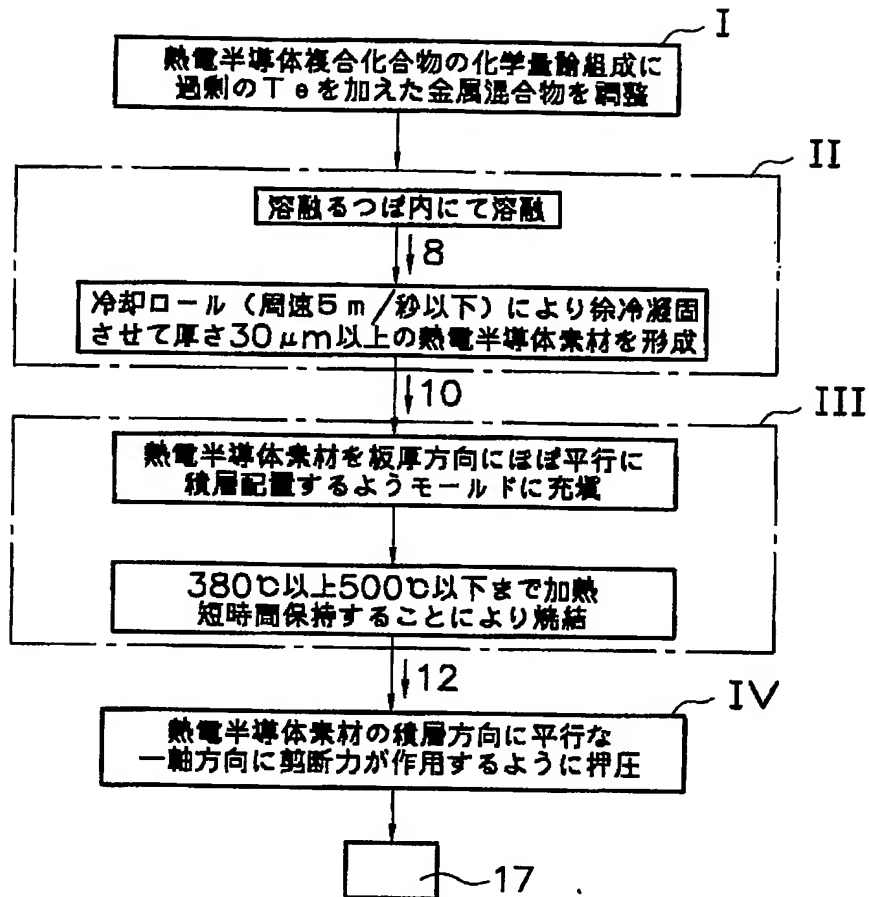 I
熱電半導体複合化合物の化学量論組成に
過剰のTeを加えた金属混合物を調整
II
溶融るつぼ内にて溶融
8
冷却ロール(周速5m/秒以下)により徐冷凝固
させて厚さ30μm以上の熱電半導体素材を形成
10
III
熱電半導体素材を板厚方向にほぼ平行に
積層配置するようモールドに充填
380℃以上500℃以下まで加熱
短時間保持することにより焼結
12
IV
熱電半導体素材の積層方向に平行な
一軸方向に剪断力が作用するように押圧
17